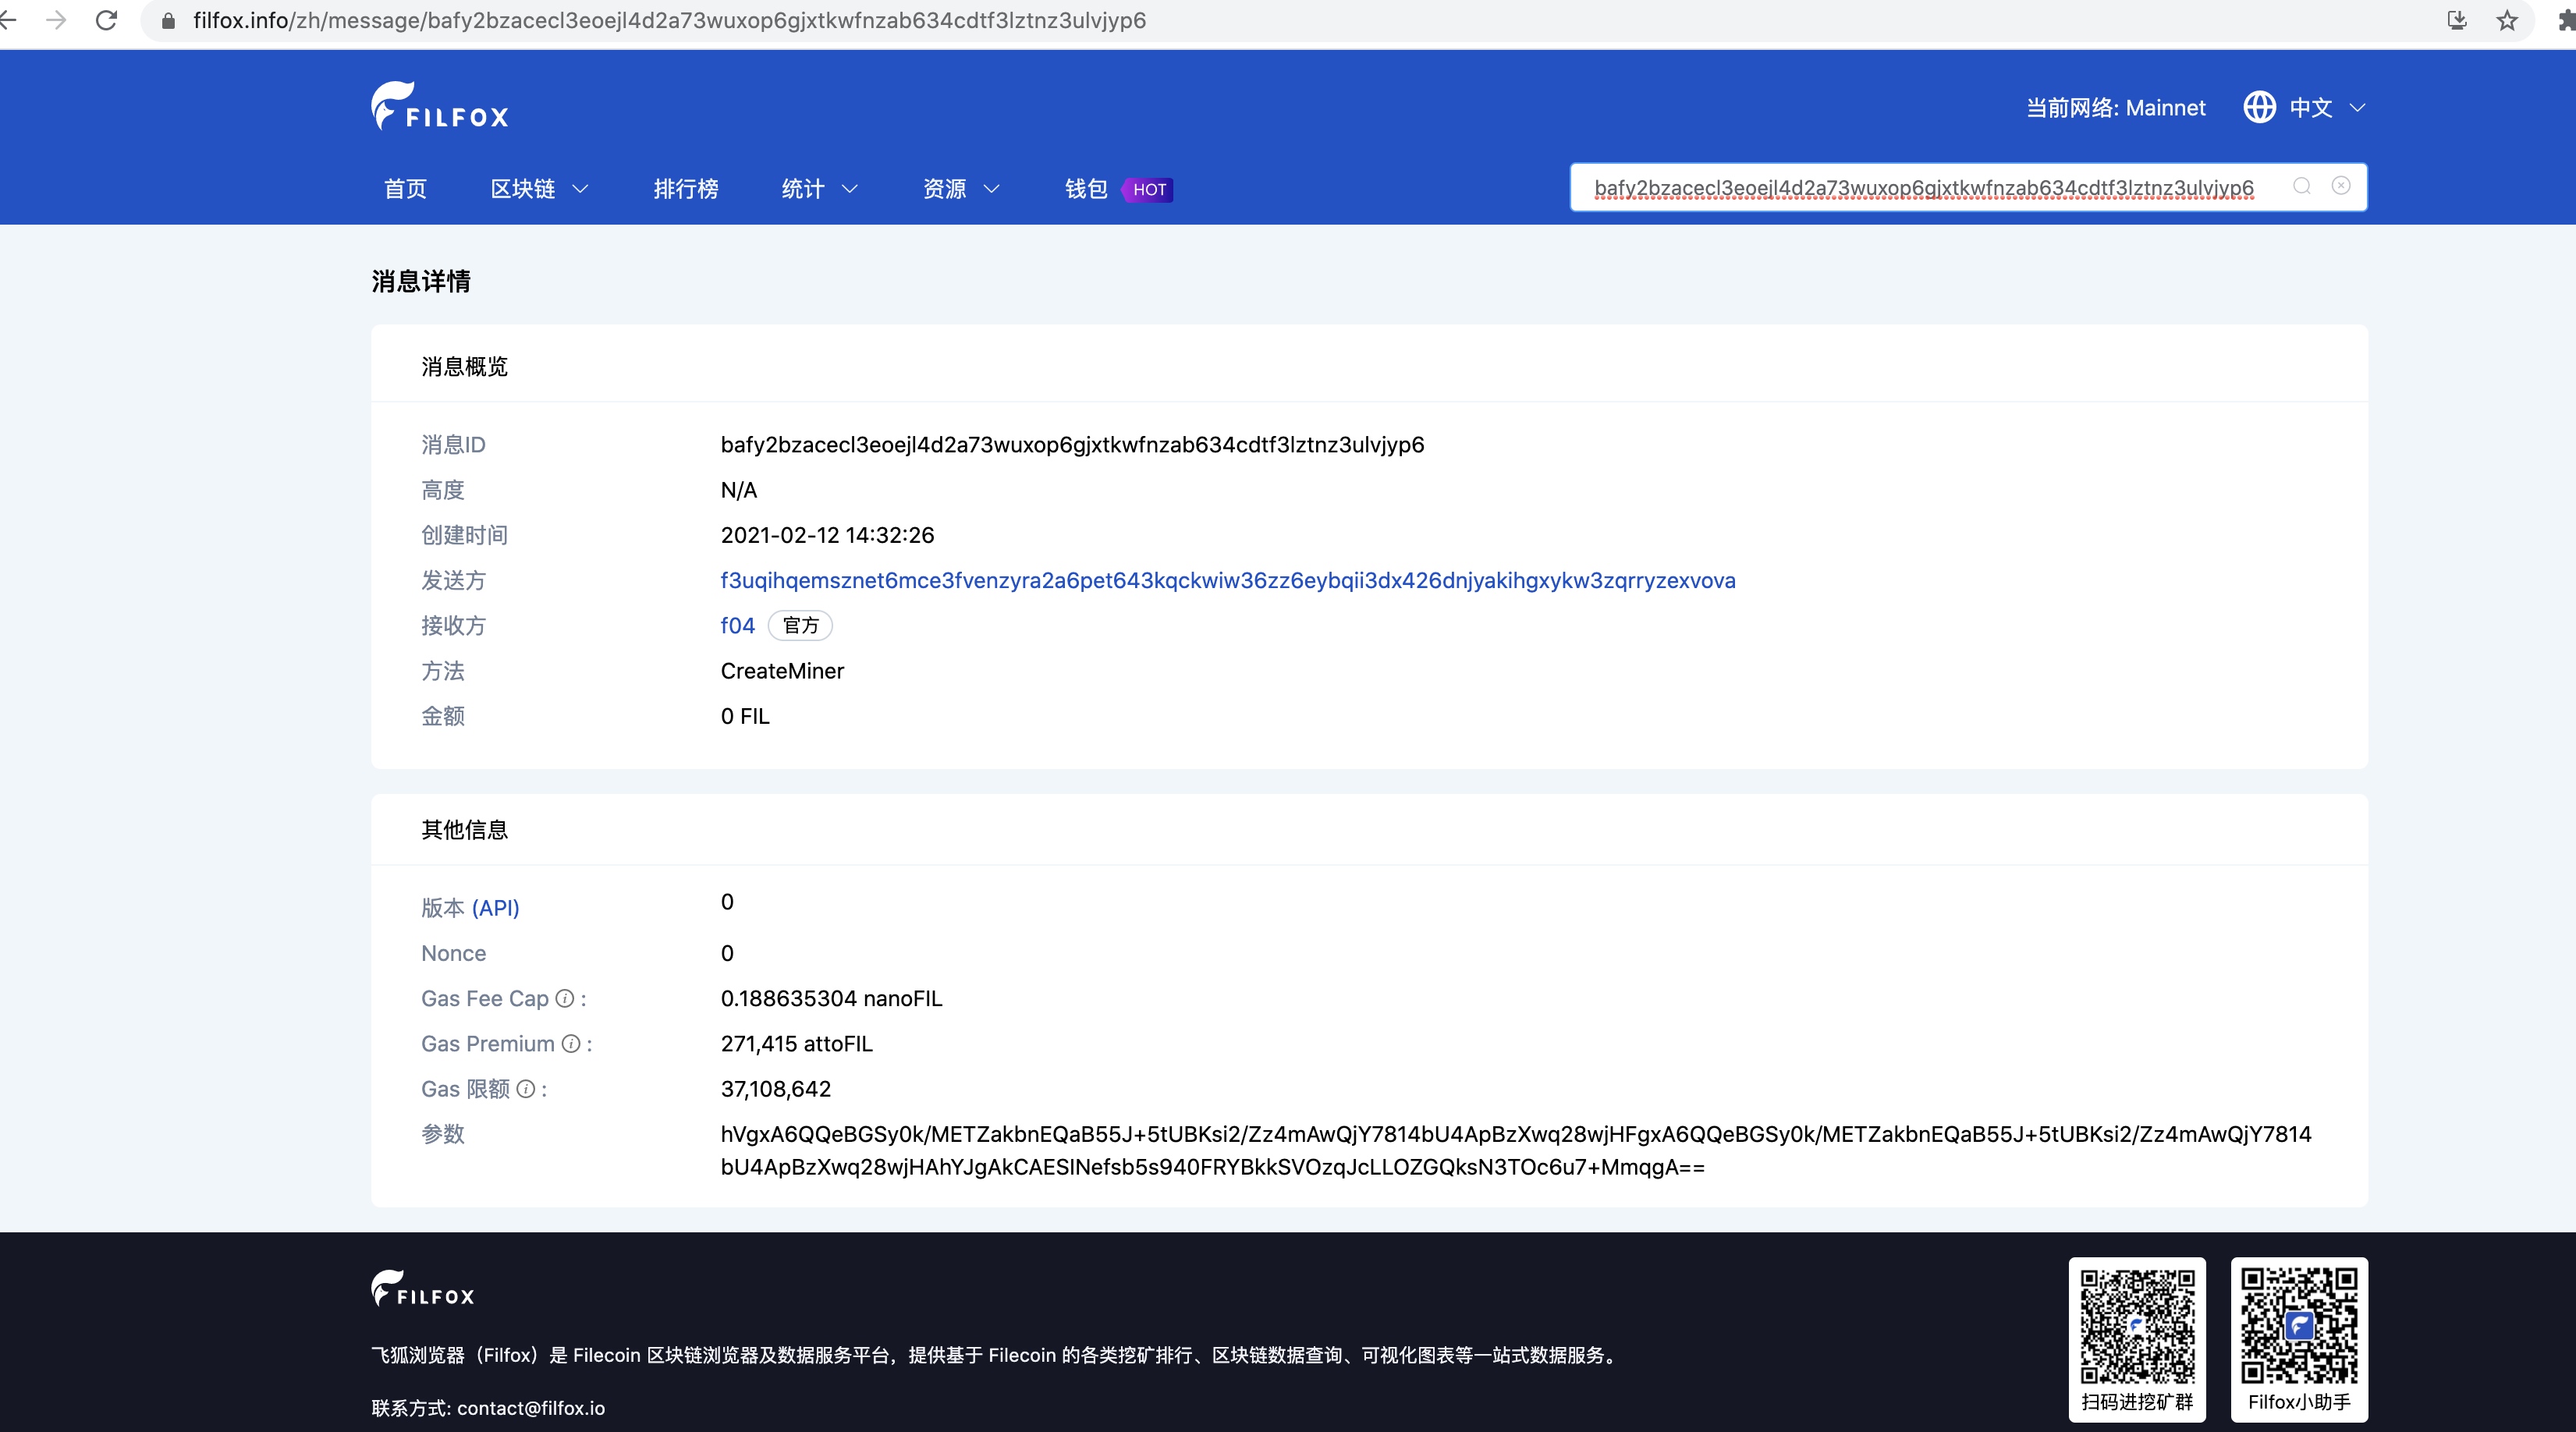 filfox.info/zh/message/bafy2bzacecl3eoejl4d2a73wuxop6gjxtkwfnzab634cdtf3lztnz3ulvjyp6
FILFOX
当前网络: Mainnet
中文
首页 区块链 排行榜 统计 资源 钱包 HOT
bafy2bzacecl3eoejl4d2a73wuxop6gjxtkwfnzab634cdtf3lztnz3ulvjyp6
消息详情
消息概览
消息ID bafy2bzacecl3eoejl4d2a73wuxop6gjxtkwfnzab634cdtf3lztnz3ulvjyp6
高度 N/A
创建时间 2021-02-12 14:32:26
发送方 f3uqihqemsznet6mce3fvenzyra2a6pet643kqckwiw36zz6eybqii3dx426dnjyakihgxykw3zqrryzexvova
接收方 f04 官方
方法 CreateMiner
金额 0 FIL
其他信息
版本 (API) 0
Nonce 0
Gas Fee Cap : 0.188635304 nanoFIL
Gas Premium : 271,415 attoFIL
Gas 限额 : 37,108,642
参数 hVgxA6QQeBGSy0k/METZakbnEQaB55J+5tUBKsi2/Zz4mAwQjY7814bU4ApBzXwq28wjHFgxA6QQeBGSy0k/METZakbnEQaB55J+5tUBKsi2/Zz4mAwQjY7814
bU4ApBzXwq28wjHAhYJgAkCAESINefsb5s940FRYBkkSVOzqJcLLOZGQksN3TOc6u7+MmqgA==
FILFOX
飞狐浏览器（Filfox）是 Filecoin 区块链浏览器及数据服务平台，提供基于 Filecoin 的各类挖矿排行、区块链数据查询、可视化图表等一站式数据服务。
联系方式: contact@filfox.io
扫码进挖矿群
Filfox小助手